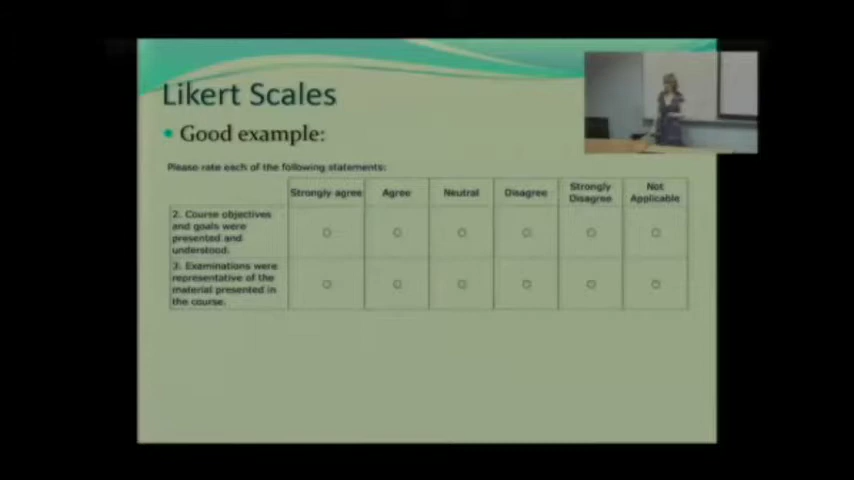 Likert Scales
Good example:
Please rate each of the following statements:
Strongly agree
Agree
Neutral
Disagree
Strongly
Disagree
Not
Applicable
2. Course objectives
and goals were
presented and
understood.
3. Examinations were
representative of the
material presented in
the course.